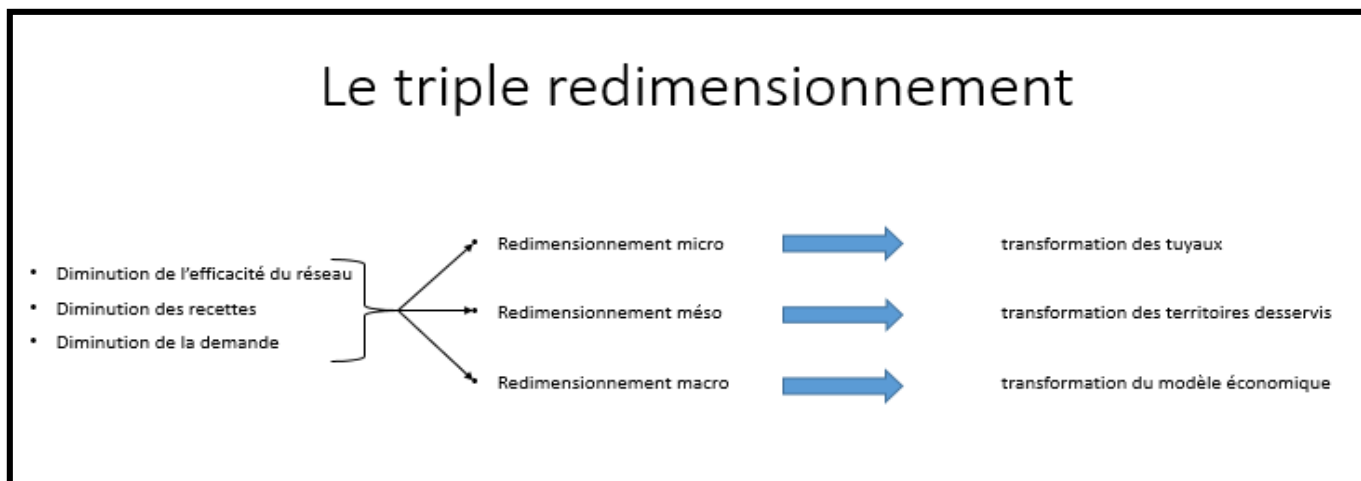 Le triple redimensionnement
• Diminution de l'efficacité du réseau
• Diminution des recettes
• Diminution de la demande
• Redimensionnement micro
transformation des tuyaux
• Redimensionnement méso
transformation des territoires desservis
• Redimensionnement macro
transformation du modèle économique